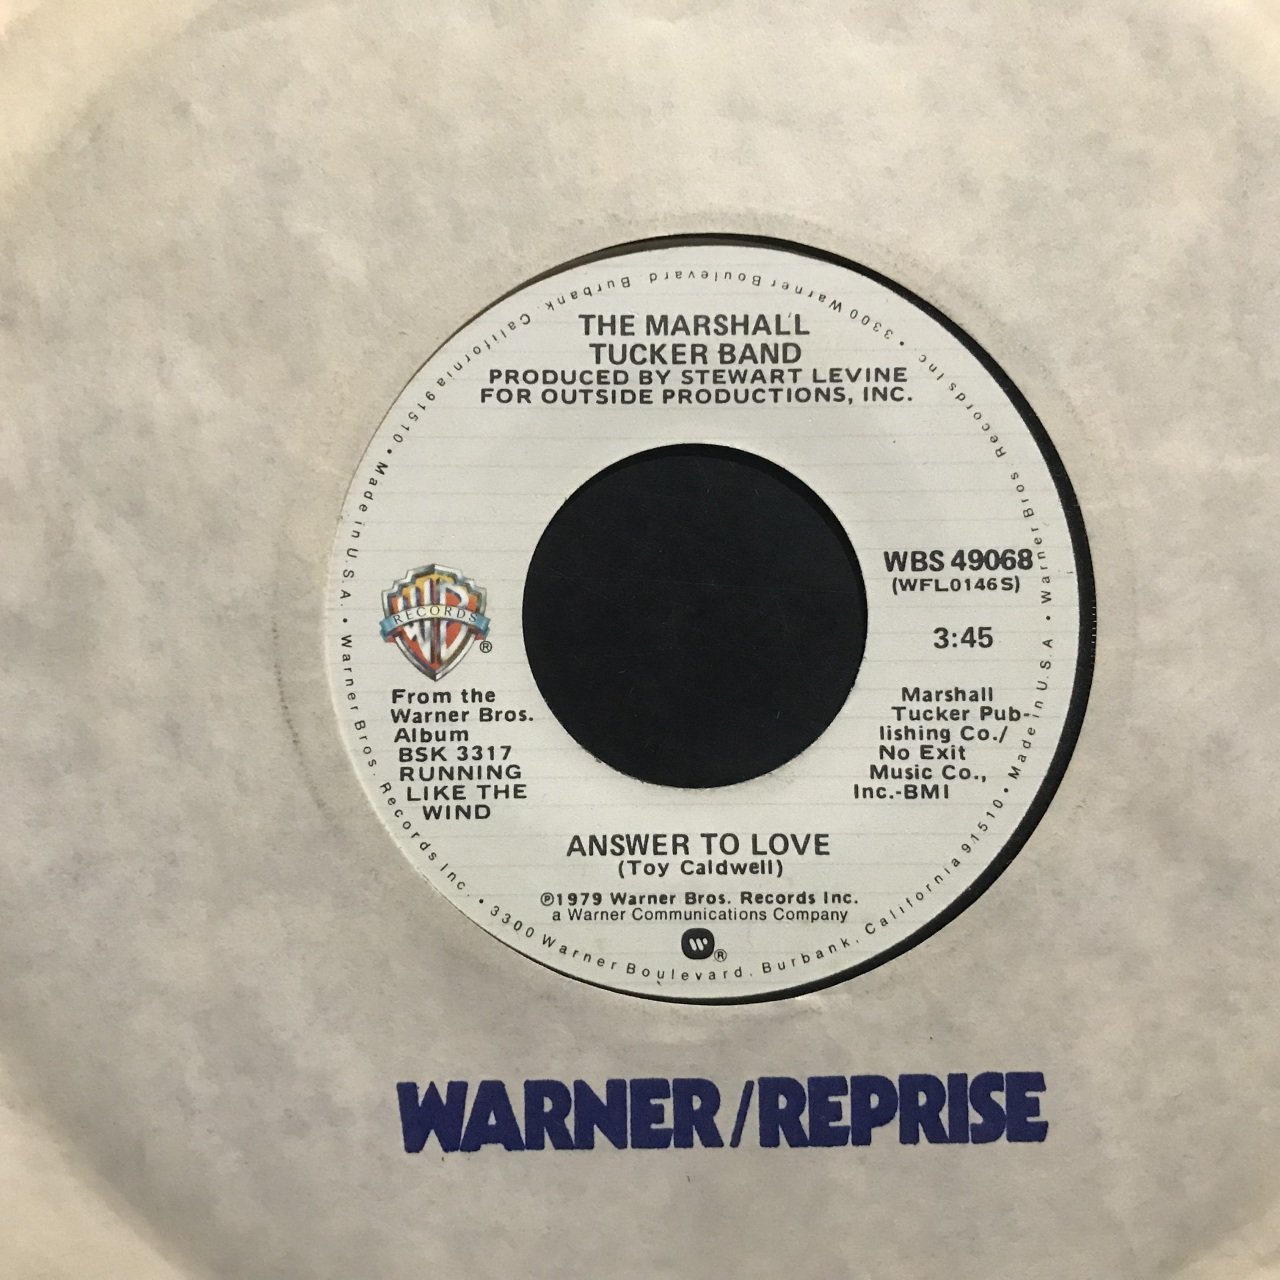 3300 Warner Boulevard. Burbank. California 91510 • Made in U.S.A. • Warner Bros. Records Inc. • 3300 Warner Boulevard. Burbank. California 91510 • Made in U.S.A • Warner Bros. Records Inc. •
THE MARSHALL
TUCKER BAND
PRODUCED BY STEWART LEVINE
FOR OUTSIDE PRODUCTIONS, INC.
WB
RECORDS
®
From the
Warner Bros.
Album
BSK 3317
RUNNING
LIKE THE
WIND
WBS 49068
(WFL0146S)
3:45
Marshall
Tucker Pub-
lishing Co./
No Exit
Music Co.,
Inc.-BMI
ANSWER TO LOVE
(Toy Caldwell)
℗1979 Warner Bros. Records Inc.
a Warner Communications Company
W®
WARNER/REPRISE